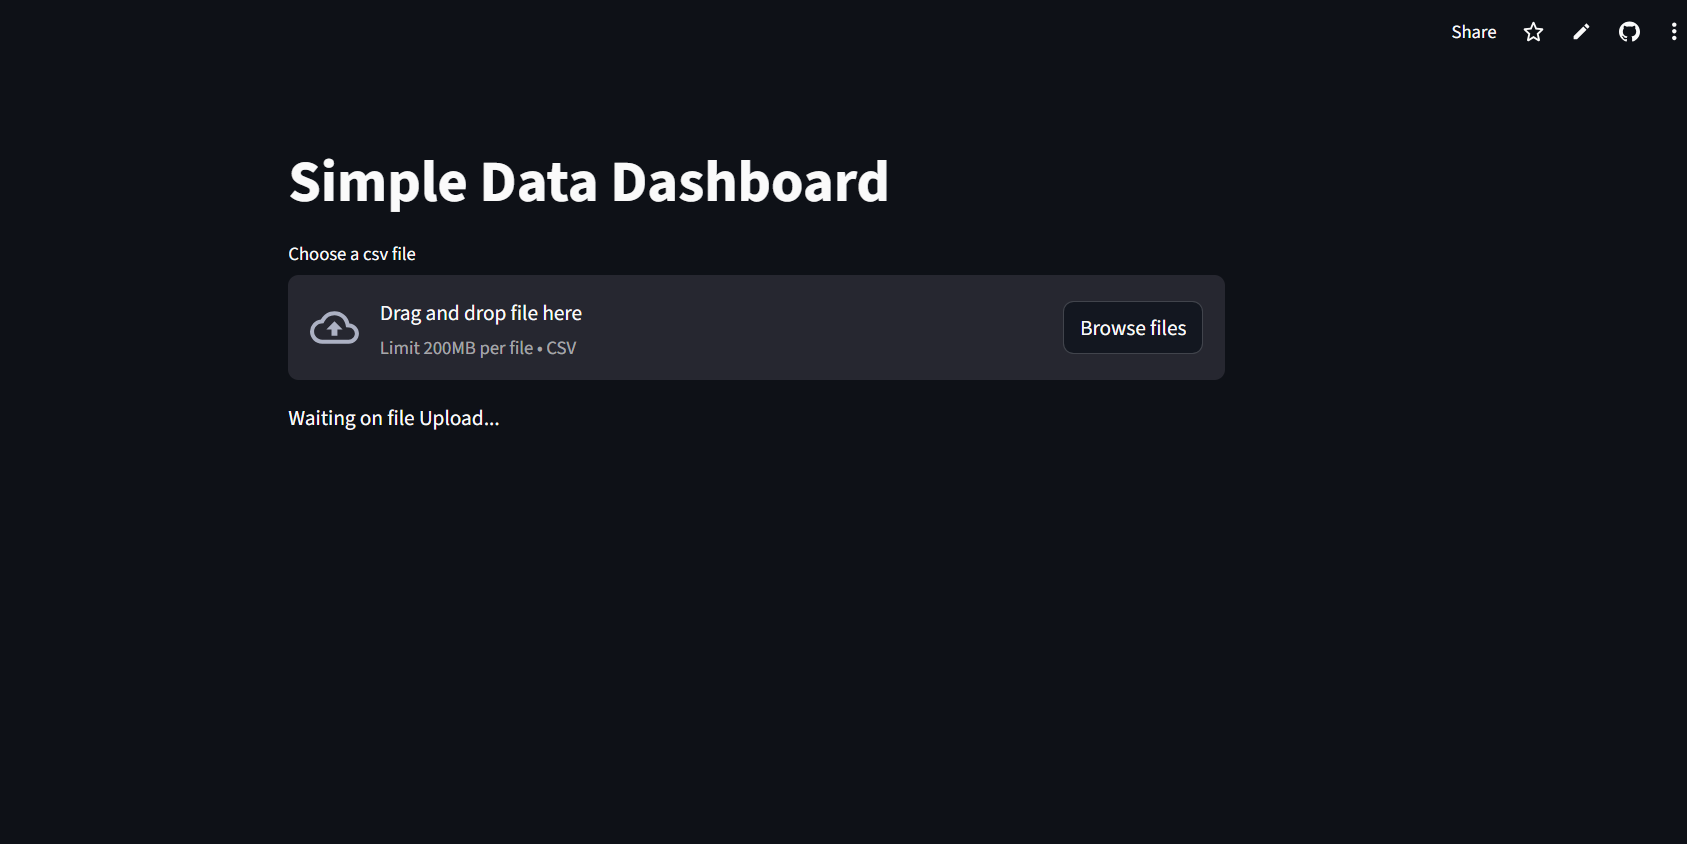 Share
Simple Data Dashboard
Choose a csv file
Drag and drop file here
Limit 200MB per file • CSV
Browse files
Waiting on file Upload...